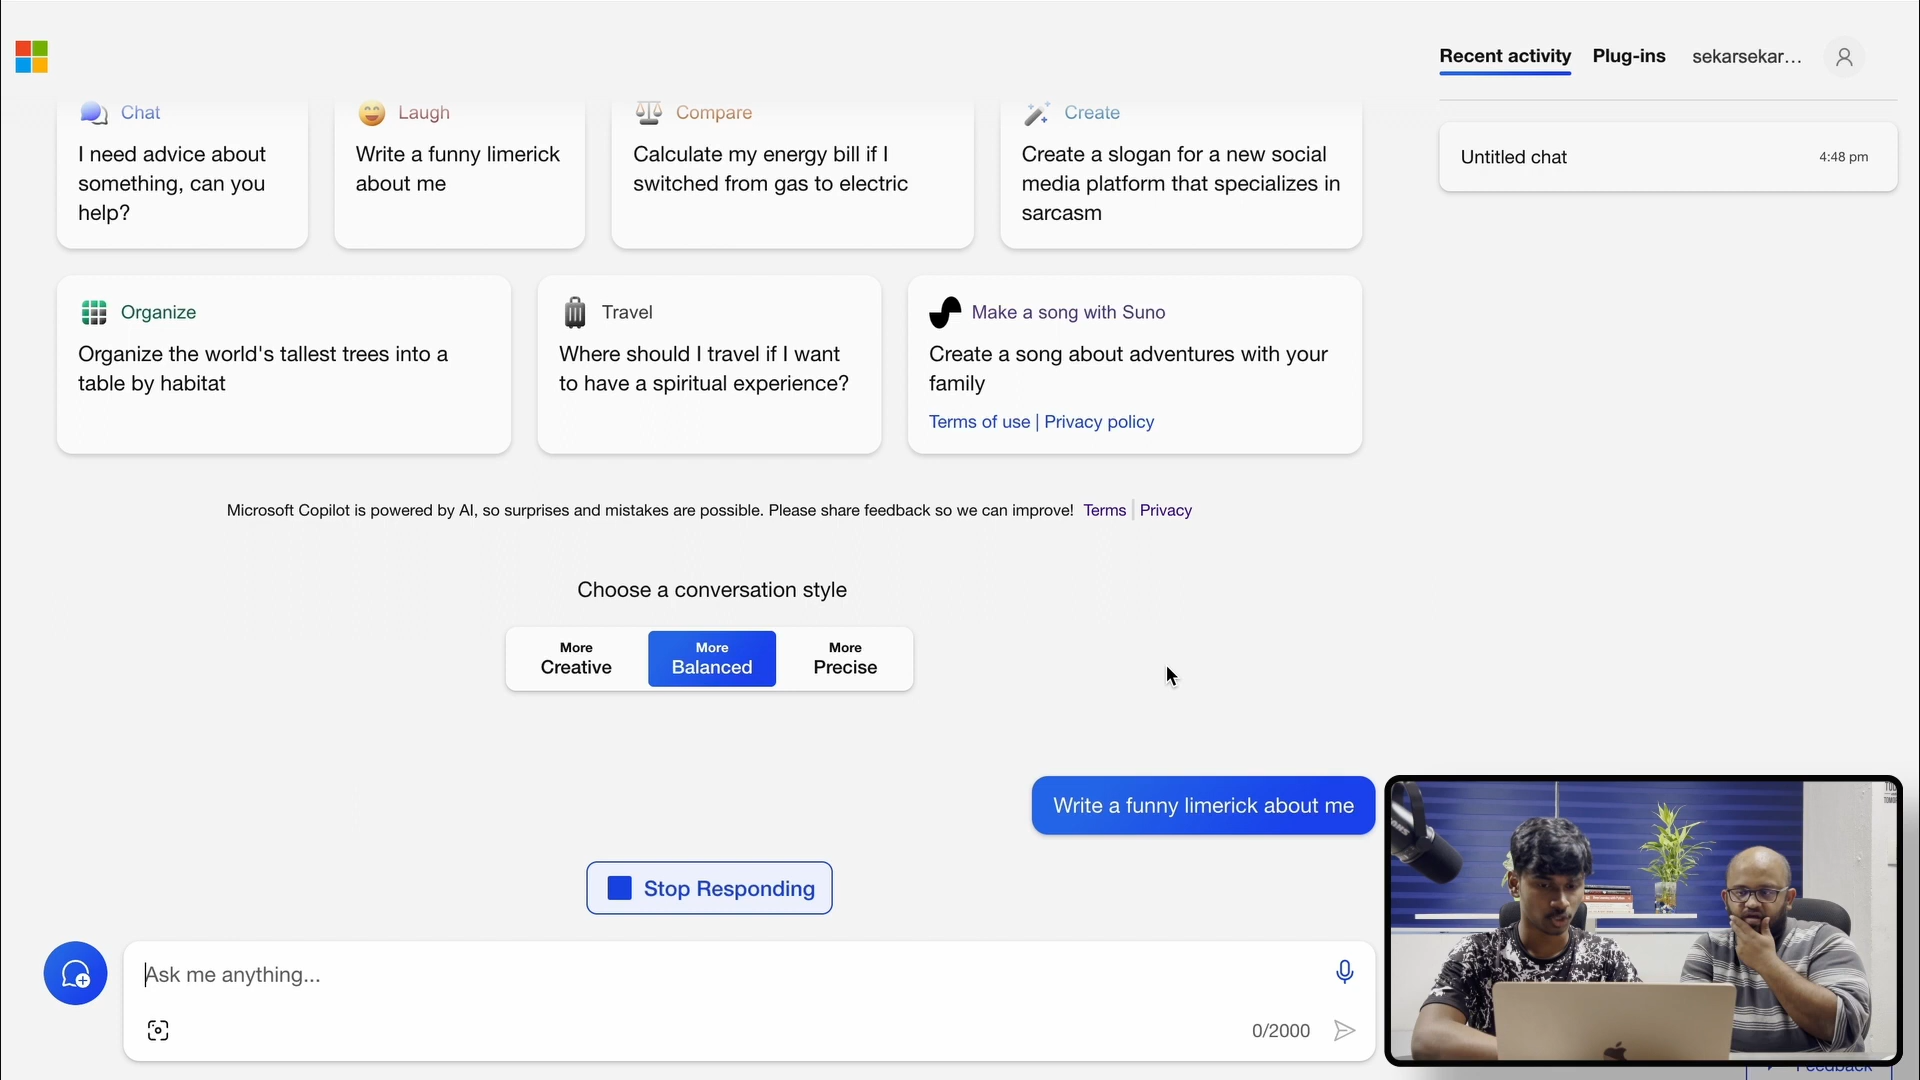 Recent activity
Plug-ins
sekarsekar...
Chat
I need advice about
something, can you
help?
Laugh
Write a funny limerick
about me
Compare
Calculate my energy bill if I
switched from gas to electric
Create
Create a slogan for a new social
media platform that specializes in
sarcasm
Untitled chat
4:48 pm
Organize
Organize the world's tallest trees into a
table by habitat
Travel
Where should I travel if I want
to have a spiritual experience?
Make a song with Suno
Create a song about adventures with your
family
Terms of use | Privacy policy
Microsoft Copilot is powered by AI, so surprises and mistakes are possible. Please share feedback so we can improve! Terms | Privacy
Choose a conversation style
More
Creative
More
Balanced
More
Precise
Write a funny limerick about me
Stop Responding
Ask me anything...
0/2000
Feedback